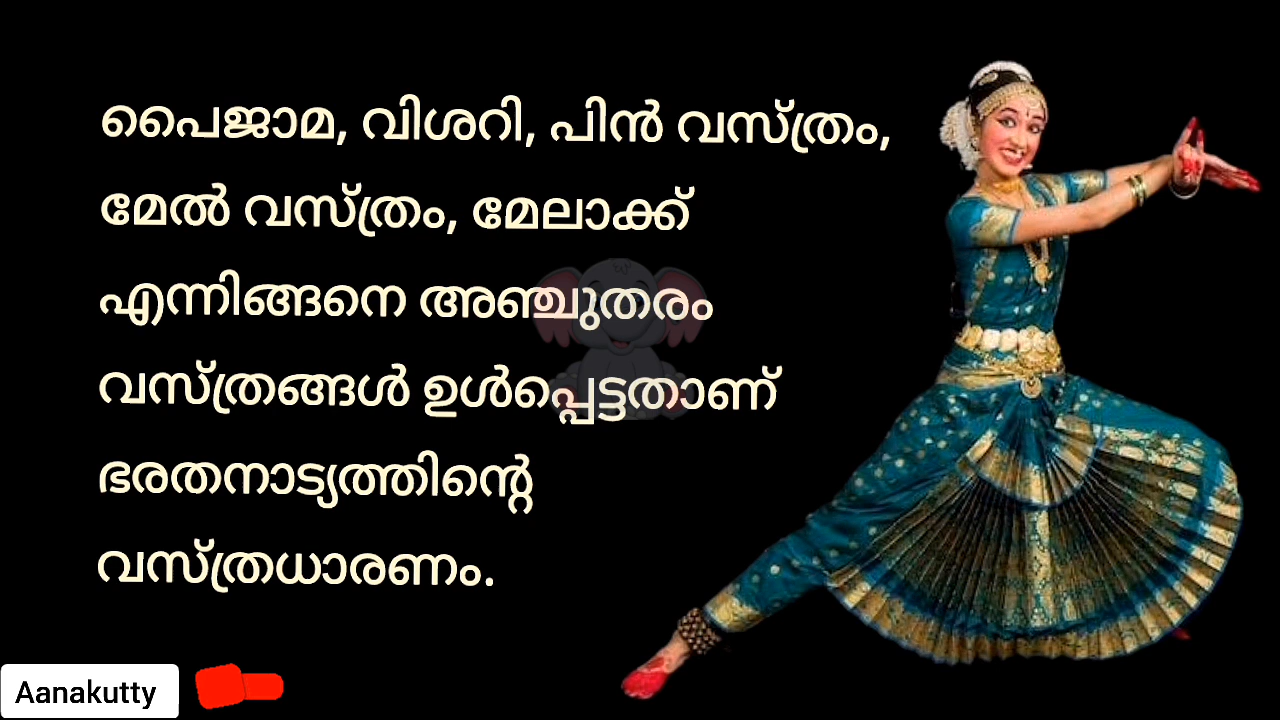 പൈജാമ, വിശറി, പിൻ വസ്ത്രം,
മേൽ വസ്ത്രം, മേലാക്ക്
എന്നിങ്ങനെ അഞ്ചുതരം
വസ്ത്രങ്ങൾ ഉൾപ്പെട്ടതാണ്
ഭരതനാട്യത്തിന്റെ
വസ്ത്രധാരണം.
Aanakutty